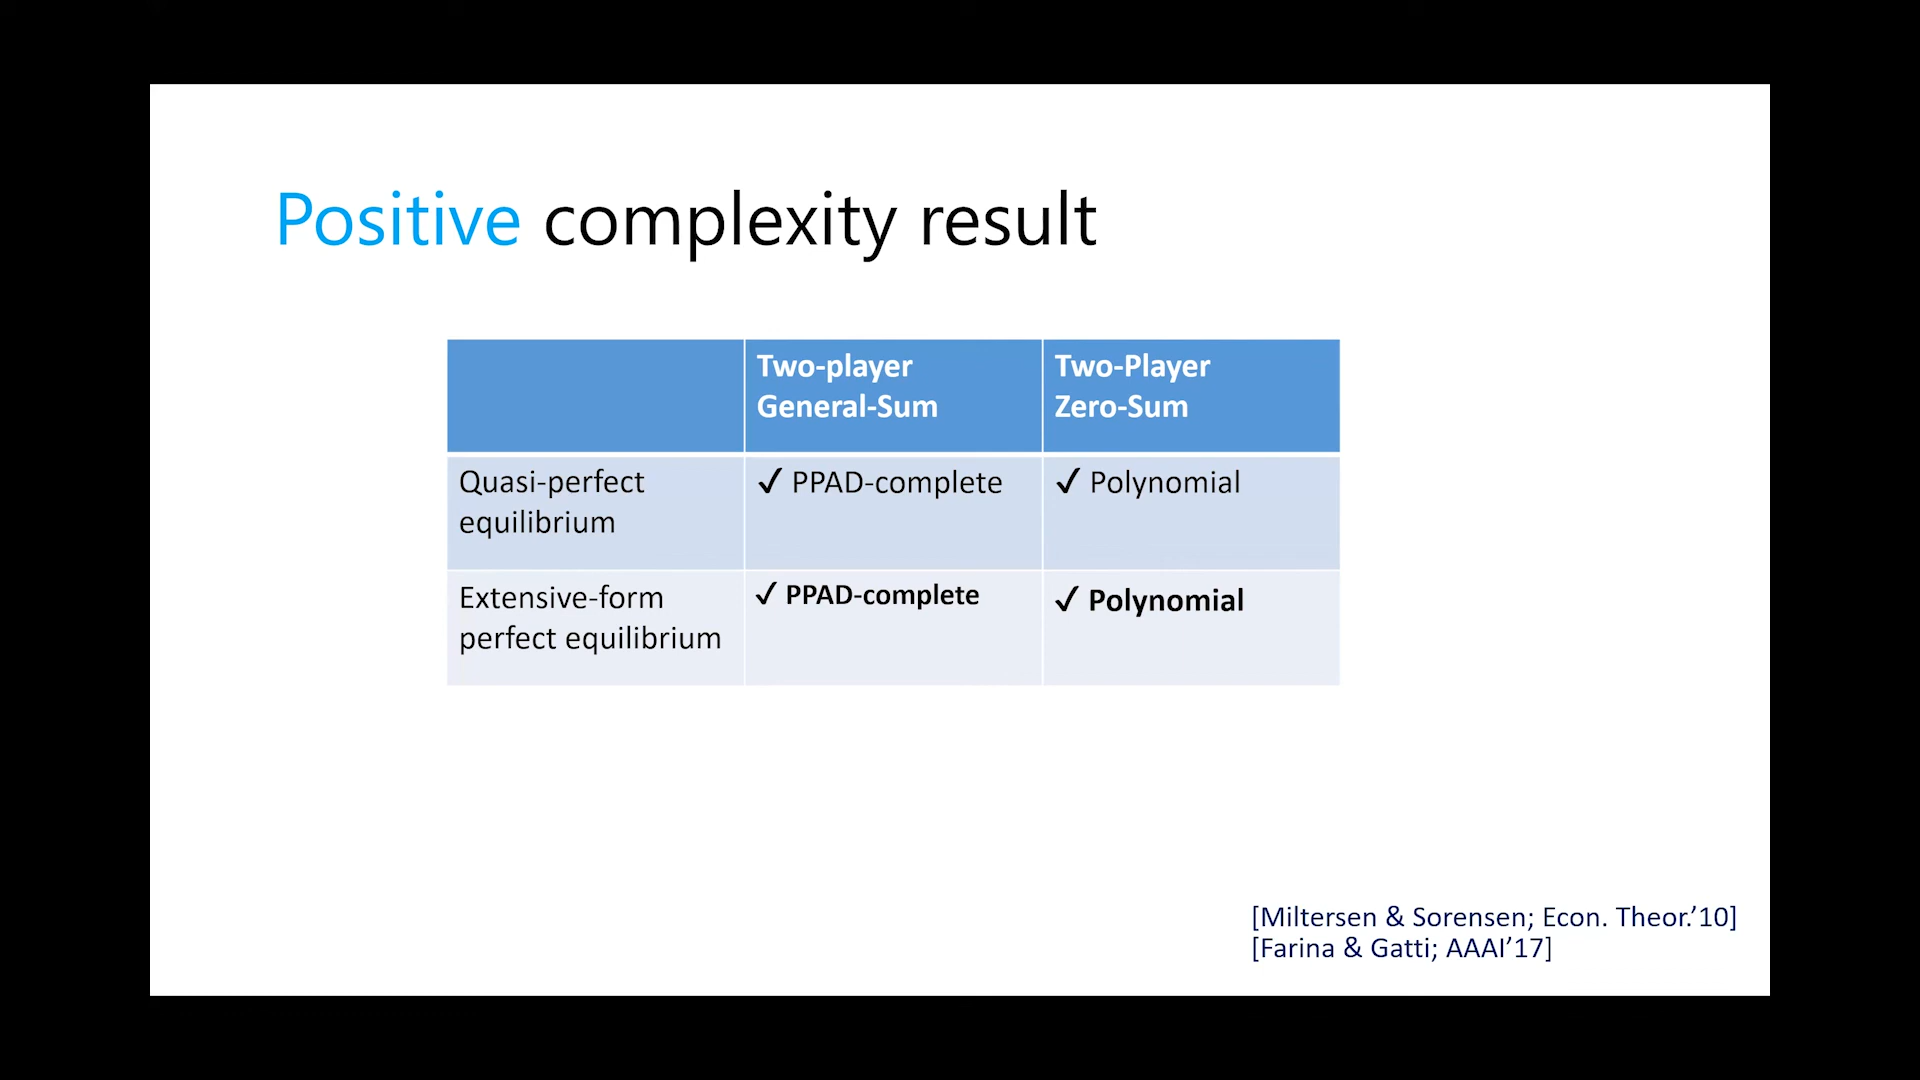 Positive complexity result
Two-player
General-Sum
Two-Player
Zero-Sum
Quasi-perfect
equilibrium
✓ PPAD-complete
✓ Polynomial
Extensive-form
perfect equilibrium
✓ PPAD-complete
✓ Polynomial
[Miltersen & Sorensen; Econ. Theor.’10]
[Farina & Gatti; AAAI’17]